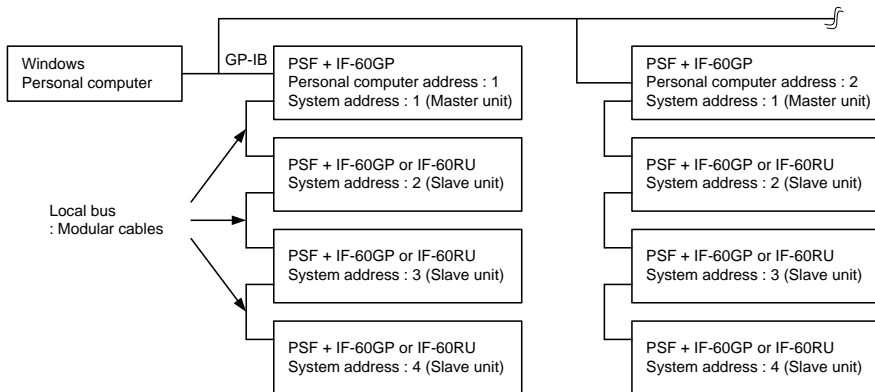 Windows
Personal computer
GP-IB
PSF + IF-60GP
Personal computer address : 1
System address : 1 (Master unit)
PSF + IF-60GP or IF-60RU
System address : 2 (Slave unit)
Local bus
: Modular cables
PSF + IF-60GP or IF-60RU
System address : 3 (Slave unit)
PSF + IF-60GP or IF-60RU
System address : 4 (Slave unit)
PSF + IF-60GP
Personal computer address : 2
System address : 1 (Master unit)
PSF + IF-60GP or IF-60RU
System address : 2 (Slave unit)
PSF + IF-60GP or IF-60RU
System address : 3 (Slave unit)
PSF + IF-60GP or IF-60RU
System address : 4 (Slave unit)